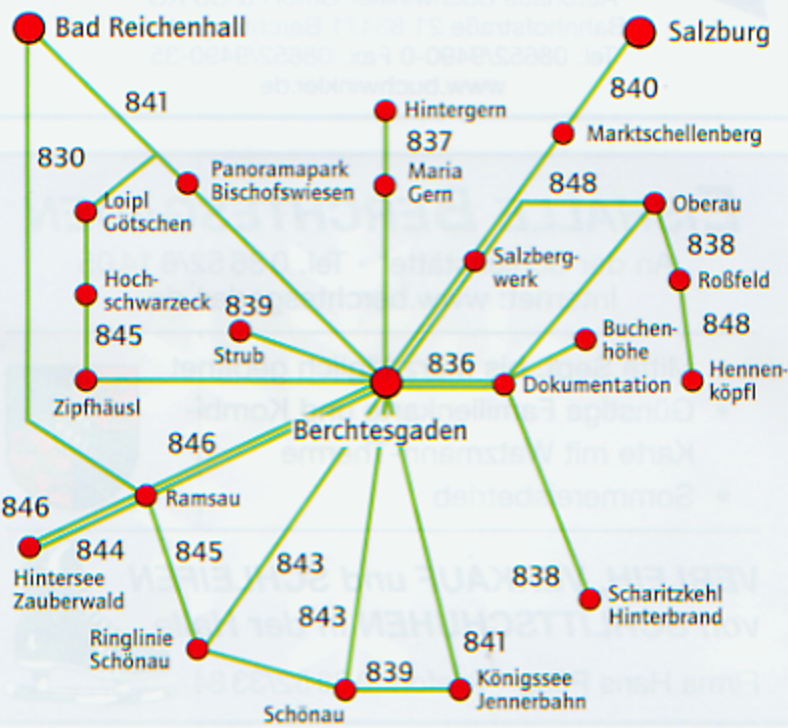 Bad Reichenhall
Salzburg
841
840
Hintergern
830
837
Marktschellenberg
Panoramapark
Bischofswiesen
Maria
Gern
848
Loipl
Götschen
Oberau
838
Salzberg-
werk
Hoch-
schwarzeck
Roßfeld
839
845
Strub
Buchen-
höhe
848
836
Zipfhäusl
Dokumentation
Hennen-
köpfl
Berchtesgaden
846
Ramsau
846
844
845
843
Hintersee
Zauberwald
838
Scharitzkehl
Hinterbrand
843
Ringlinie
Schönau
841
839
Königssee
Jennerbahn
Schönau